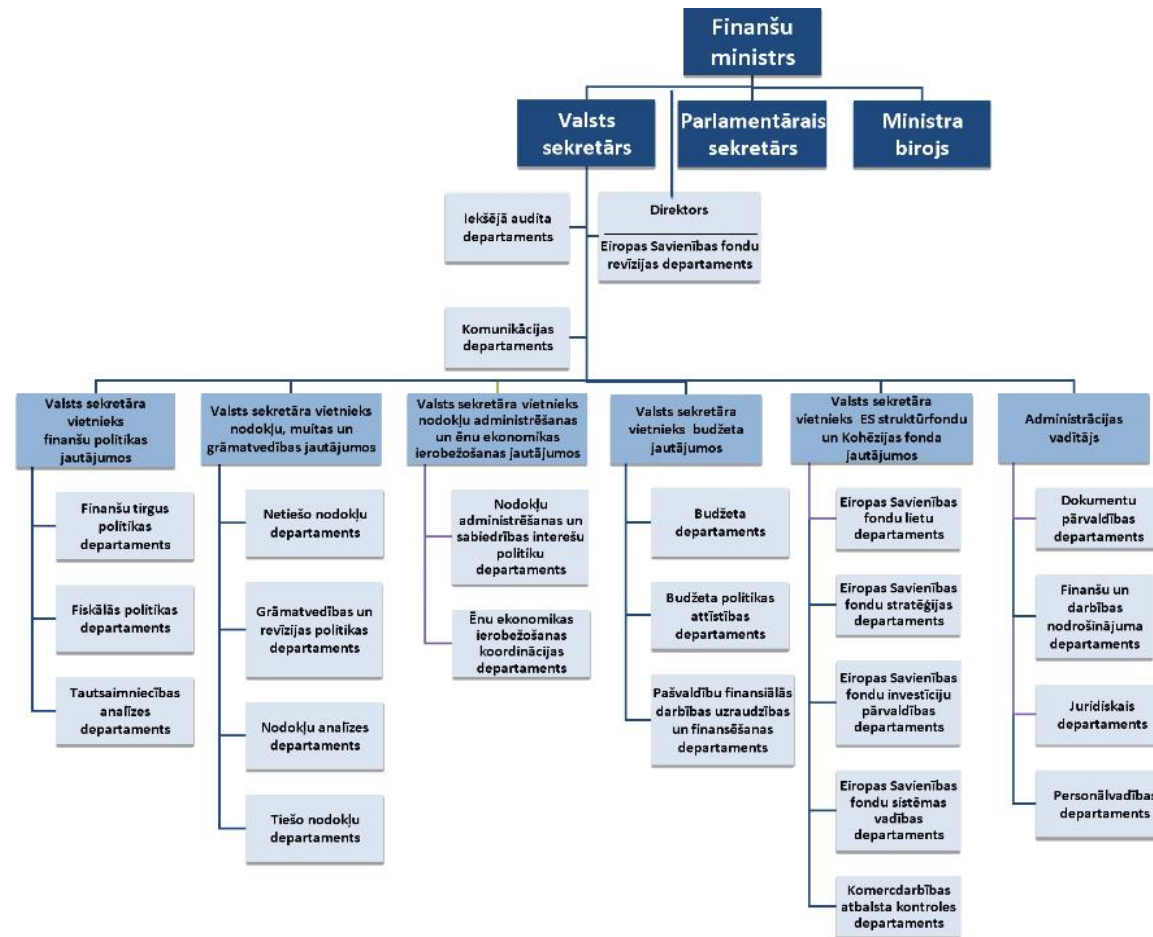 Finanšu
ministrs
Valsts
sekretārs
Parlamentārais
sekretārs
Ministra
birojs
Iekšējā audita
departaments
Direktors
Eiropas Savienības fondu
revīzijas departaments
Komunikācijas
departaments
Valsts sekretāra
vietnieks
finanšu politikas
jautājumos
Valsts sekretāra vietnieks
nodokļu, muitas un
grāmatvedības jautājumos
Valsts sekretāra vietnieks
nodokļu administrēšanas
un ēnu ekonomikas
ierobežošanas jautājumos
Valsts sekretāra
vietnieks budžeta
jautājumos
Valsts sekretāra
vietnieks ES struktūrfondu
un Kohēzijas fonda
jautājumos
Administrācijas
vadītājs
Finanšu tirgus
politikas
departaments
Fiskālās politikas
departaments
Tautsaimniecības
analīzes
departaments
Netiešo nodokļu
departaments
Grāmatvedības un
revīzijas politikas
departaments
Nodokļu analīzes
departaments
Tiešo nodokļu
departaments
Nodokļu
administrēšanas un
sabiedrības interešu
politiku
departaments
Ēnu ekonomikas
ierobežošanas
koordinācijas
departaments
Budžeta
departaments
Budžeta politikas
attīstības
departaments
Pašvaldību finansiālās
darbības uzraudzības
un finansēšanas
departaments
Eiropas Savienības
fondu lietu
departaments
Eiropas Savienības
fondu stratēģijas
departaments
Eiropas Savienības
fondu investīciju
pārvaldības
departaments
Eiropas Savienības
fondu sistēmas
vadības
departaments
Komercdarbības
atbalsta kontroles
departaments
Dokumentu
pārvaldības
departaments
Finanšu un
darbības
nodrošinājuma
departaments
Juridiskais
departaments
Personālvadības
departaments